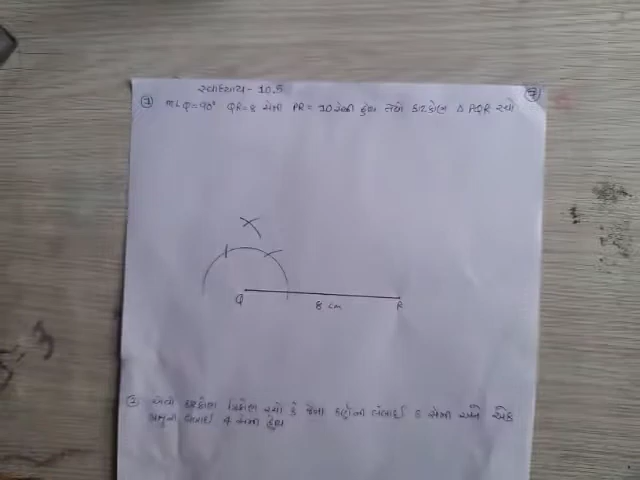 સ્વાધ્યાય - 10.5
① m∠Q=90° QR=8 સેમી PR = 10 સેમી હોય તેવો કાટકોણ △ PQR રચો
Q 8 cm R
② એવો કાટકોણ ત્રિકોણ રચો કે જેના કર્ણની લંબાઈ 6 સેમી અને એક
બાજુની લંબાઈ 4 સેમી હોય